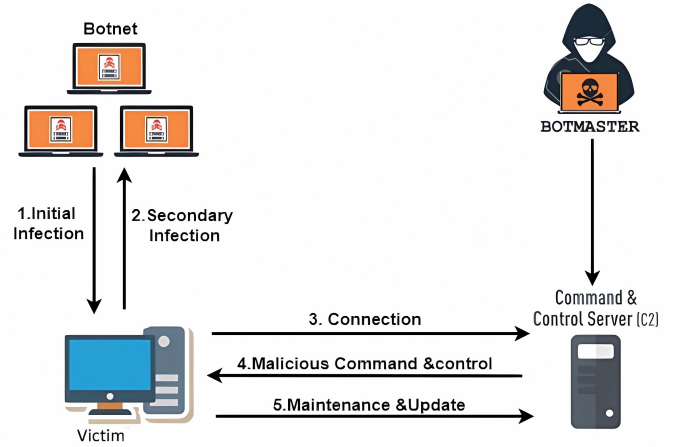 Botnet
BOTMASTER
1.Initial
Infection
2.Secondary
Infection
Command &
Control Server (C2)
3. Connection
4.Malicious Command &control
5.Maintenance &Update
Victim